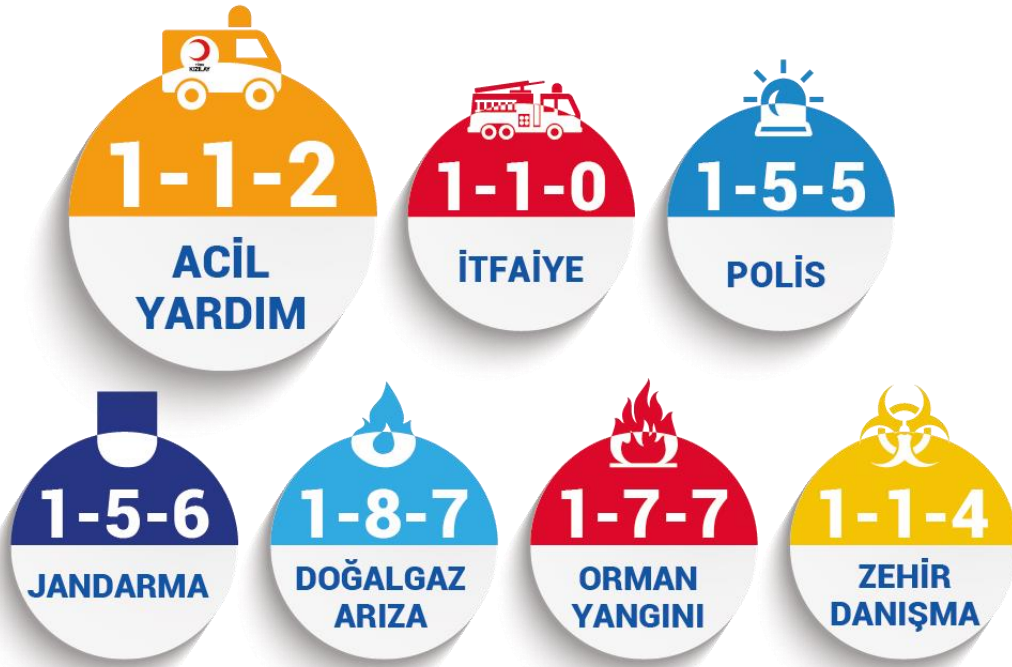 KIZILAY
1-1-2
ACİL
YARDIM
1-1-0
İTFAİYE
1-5-5
POLİS
1-5-6
JANDARMA
1-8-7
DOĞALGAZ
ARIZA
1-7-7
ORMAN
YANGINI
1-1-4
ZEHİR
DANIŞMA